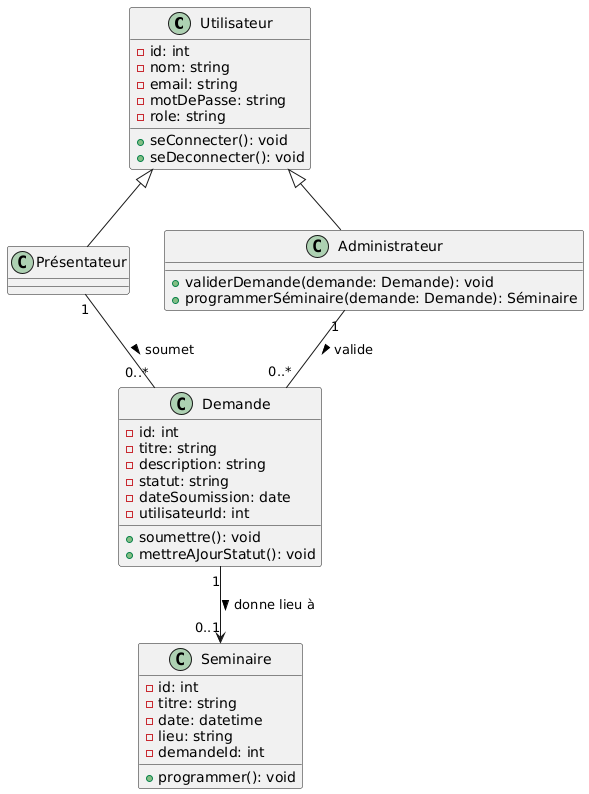 C Utilisateur
id: int
nom: string
email: string
motDePasse: string
role: string
seConnecter(): void
seDeconnecter(): void
C Présentateur
C Administrateur
validerDemande(demande: Demande): void
programmerSéminaire(demande: Demande): Séminaire
1
1
soumet
valide
0..*
0..*
C Demande
id: int
titre: string
description: string
statut: string
dateSoumission: date
utilisateurId: int
soumettre(): void
mettreAJourStatut(): void
1
donne lieu à
0..1
C Seminaire
id: int
titre: string
date: datetime
lieu: string
demandeId: int
programmer(): void